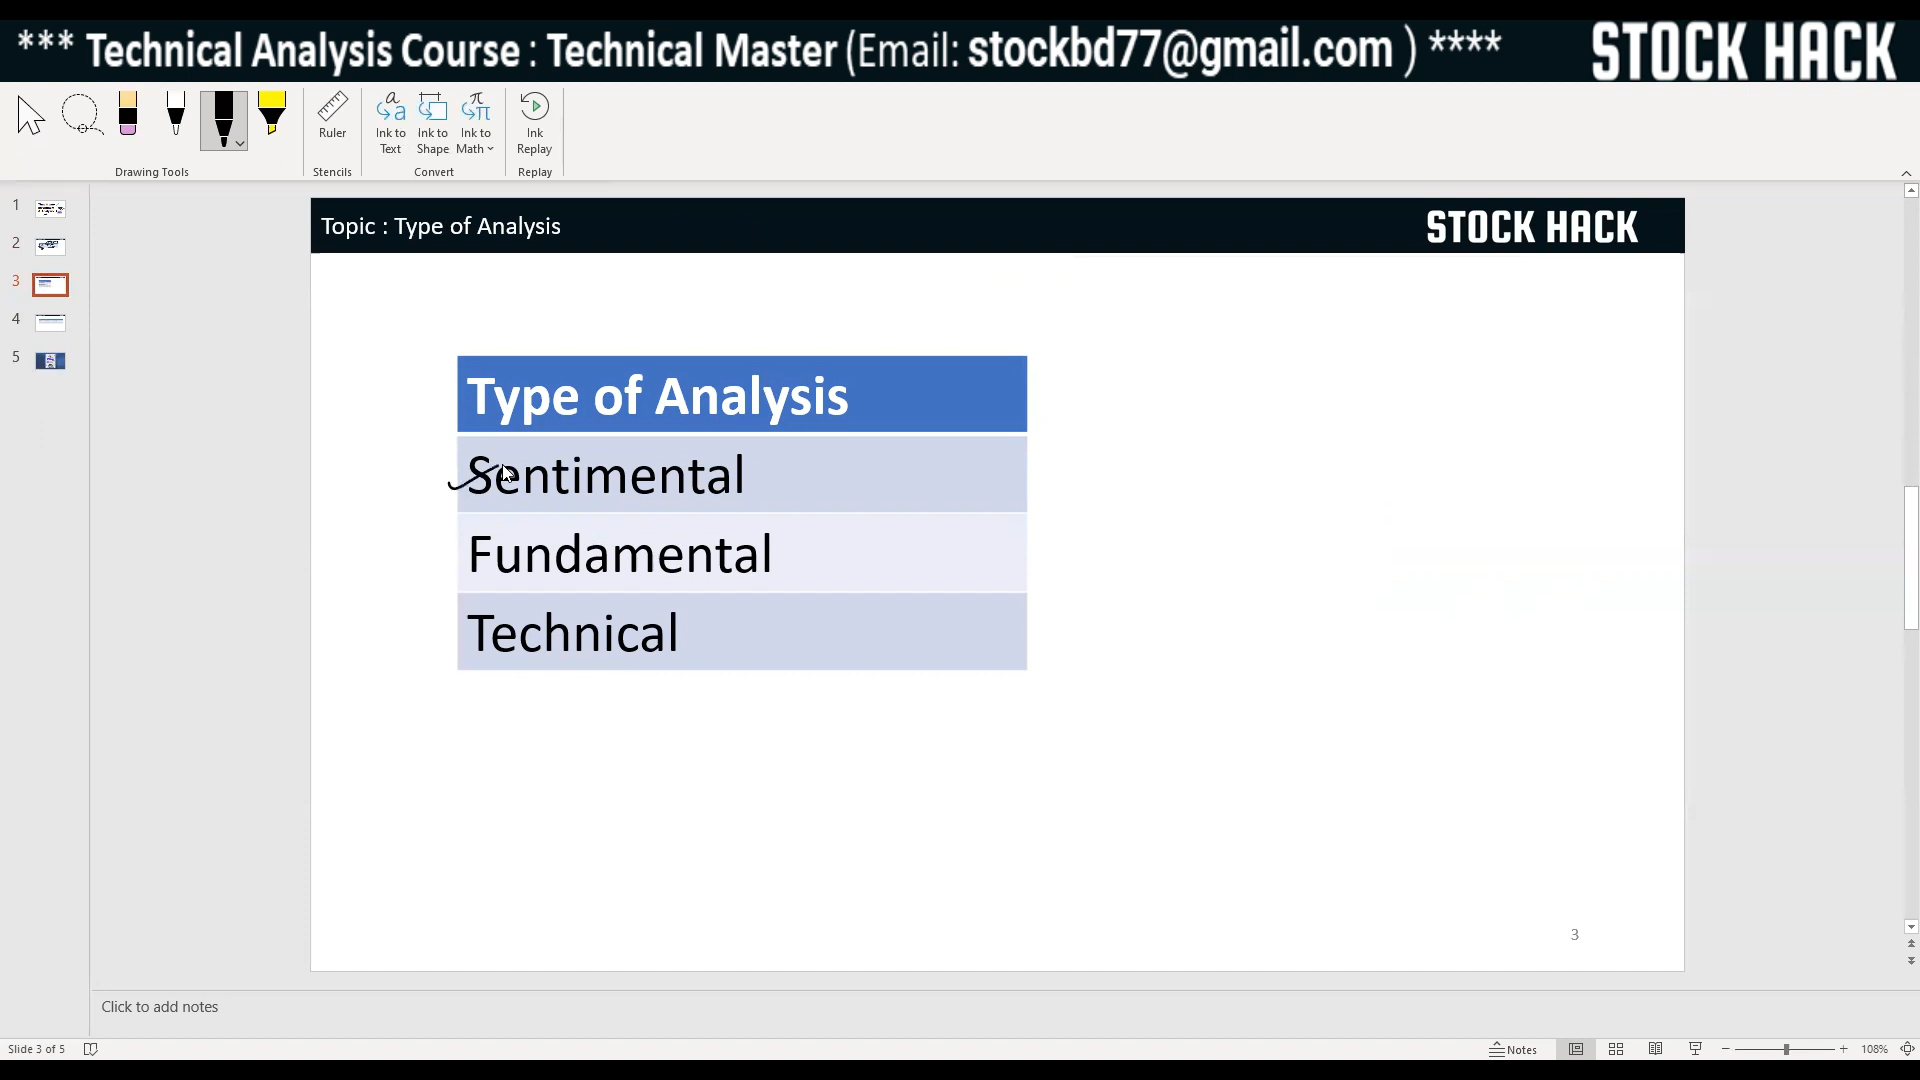 *** Technical Analysis Course : Technical Master (Email: stockbd77@gmail.com ) **** STOCK HACK
Ruler
Ink to Text
Ink to Shape
Ink to Math
Ink Replay
Drawing Tools
Stencils
Convert
Replay
1
2
3
4
5
Topic : Type of Analysis
STOCK HACK
Type of Analysis
Sentimental
Fundamental
Technical
3
Click to add notes
Slide 3 of 5
Notes
108%